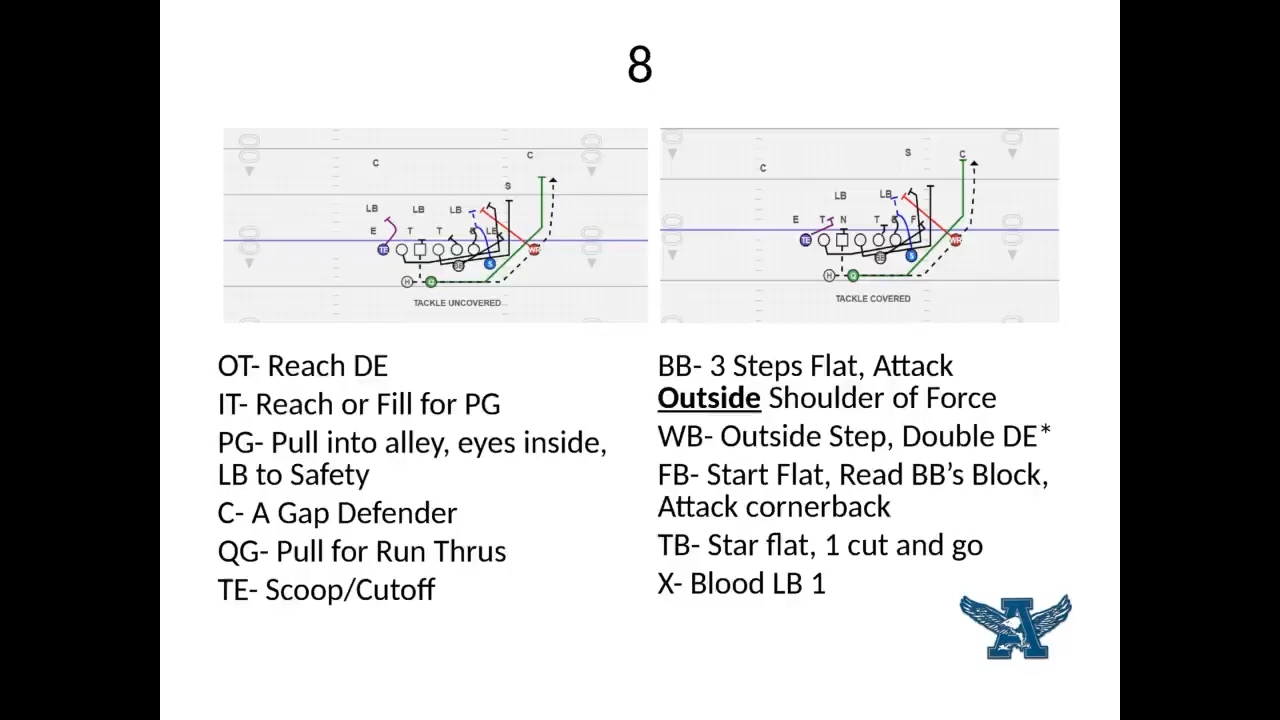 8
C
C
S
LB
LB
LB
E
T
T
LB
TE
WR
H
TACKLE UNCOVERED
S
C
C
LB
LB
E
T
N
T
F
TE
WR
H
TACKLE COVERED
OT- Reach DE
IT- Reach or Fill for PG
PG- Pull into alley, eyes inside,
LB to Safety
C- A Gap Defender
QG- Pull for Run Thrus
TE- Scoop/Cutoff
BB- 3 Steps Flat, Attack
Outside Shoulder of Force
WB- Outside Step, Double DE*
FB- Start Flat, Read BB’s Block,
Attack cornerback
TB- Star flat, 1 cut and go
X- Blood LB 1
A